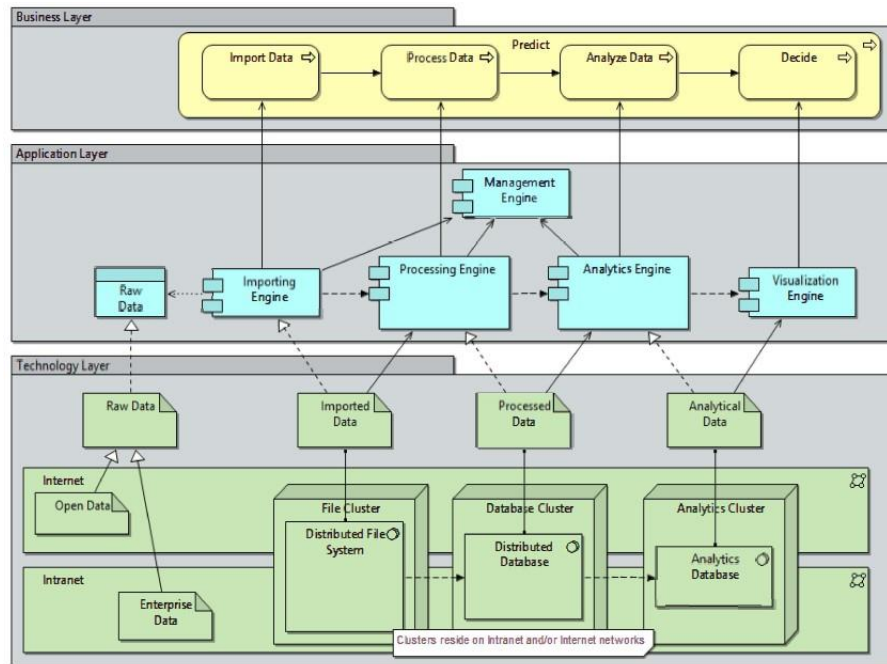 Business Layer
Predict
Import Data
Process Data
Analyze Data
Decide
Application Layer
Management
Engine
Raw
Data
Importing
Engine
Processing Engine
Analytics Engine
Visualization
Engine
Technology Layer
Raw Data
Imported
Data
Processed
Data
Analytical
Data
Internet
Open Data
File Cluster
Database Cluster
Analytics Cluster
Distributed File
System
Distributed
Database
Analytics
Database
Intranet
Enterprise
Data
Clusters reside on Intranet and/or Internet networks